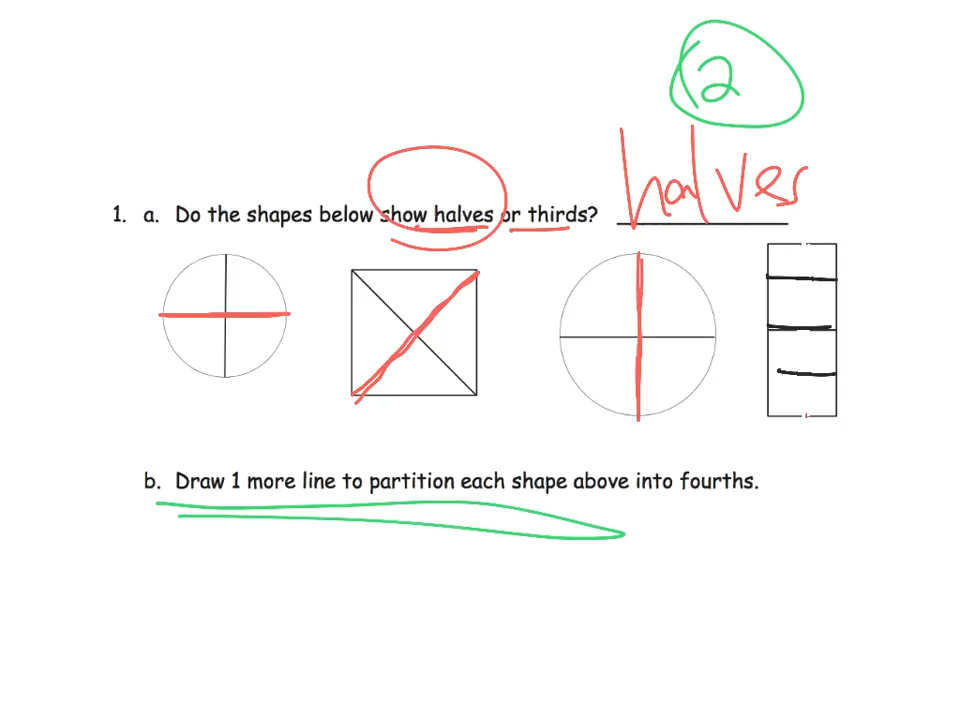 2
halves
1. a. Do the shapes below show halves or thirds?
b. Draw 1 more line to partition each shape above into fourths.